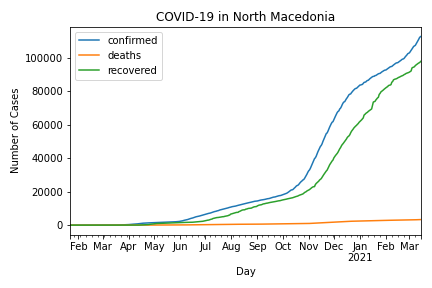 COVID-19 in North Macedonia
confirmed
deaths
recovered
Number of Cases
100000
80000
60000
40000
20000
0
Feb Mar Apr May Jun Jul Aug Sep Oct Nov Dec Jan Feb Mar
2021
Day